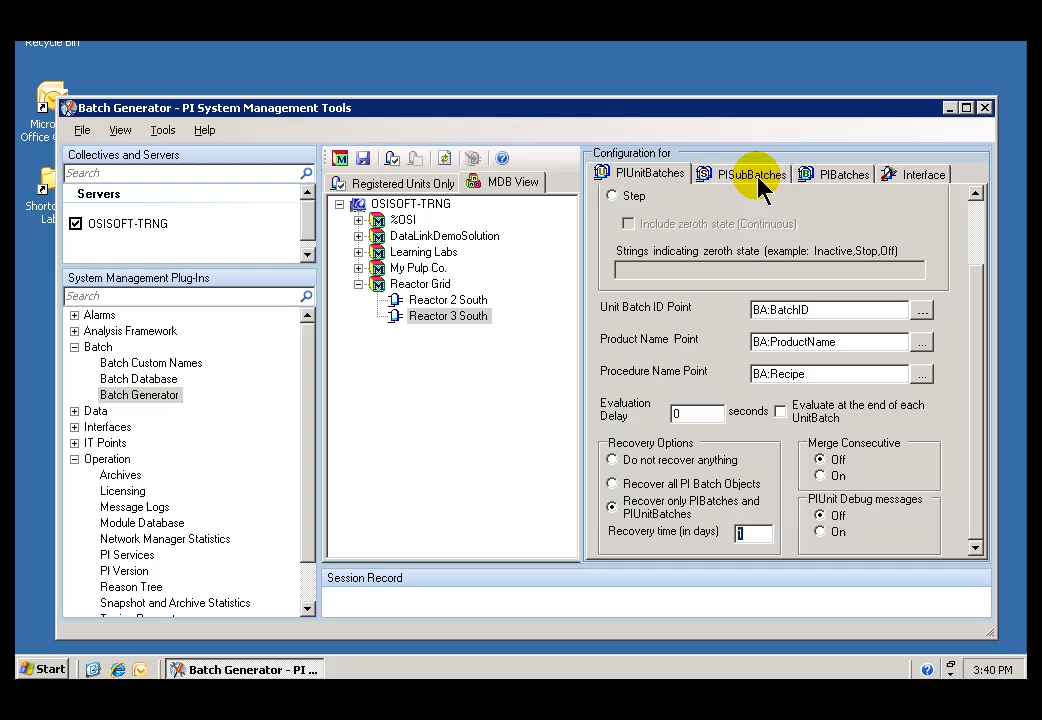 Recycle Bin
Micro
Office
Shortc
Lab
Batch Generator - PI System Management Tools
File View Tools Help
Collectives and Servers
Search
Servers
OSISOFT-TRNG
System Management Plug-Ins
Search
Alarms
Analysis Framework
Batch
Batch Custom Names
Batch Database
Batch Generator
Data
Interfaces
IT Points
Operation
Archives
Licensing
Message Logs
Module Database
Network Manager Statistics
PI Services
PI Version
Reason Tree
Snapshot and Archive Statistics
Registered Units Only MDB View
OSISOFT-TRNG
%OSI
DataLinkDemoSolution
Learning Labs
My Pulp Co.
Reactor Grid
Reactor 2 South
Reactor 3 South
Configuration for
PIUnitBatches PISubBatches PIBatches Interface
Step
Include zeroth state (Continuous)
Strings indicating zeroth state (example: Inactive,Stop,Off)
Unit Batch ID Point BA:BatchID ...
Product Name Point BA:ProductName ...
Procedure Name Point BA:Recipe ...
Evaluation
Delay 0 seconds
Evaluate at the end of each
UnitBatch
Recovery Options
Do not recover anything
Recover all PI Batch Objects
Recover only PIBatches and
PIUnitBatches
Recovery time (in days) 1
Merge Consecutive
Off
On
PIUnit Debug messages
Off
On
Session Record
Start Batch Generator - PI ... 3:40 PM